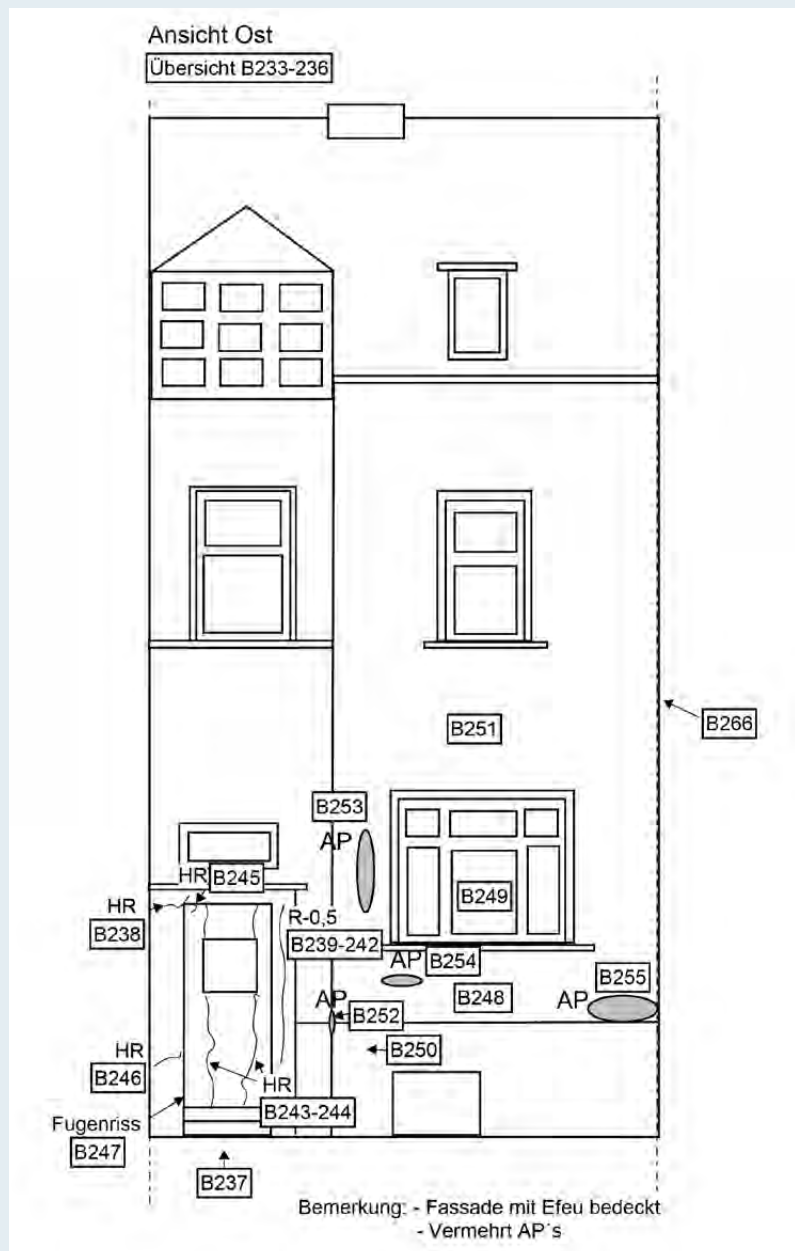 Ansicht Ost
Übersicht B233-236
B251
B266
B253
AP
HR
B245
B249
HR
B238
R-0,5
B239-242
AP
B254
B255
AP
B248
AP
B252
HR
B246
B250
HR
B243-244
Fugenriss
B247
B237
Bemerkung: - Fassade mit Efeu bedeckt
- Vermehrt AP´s